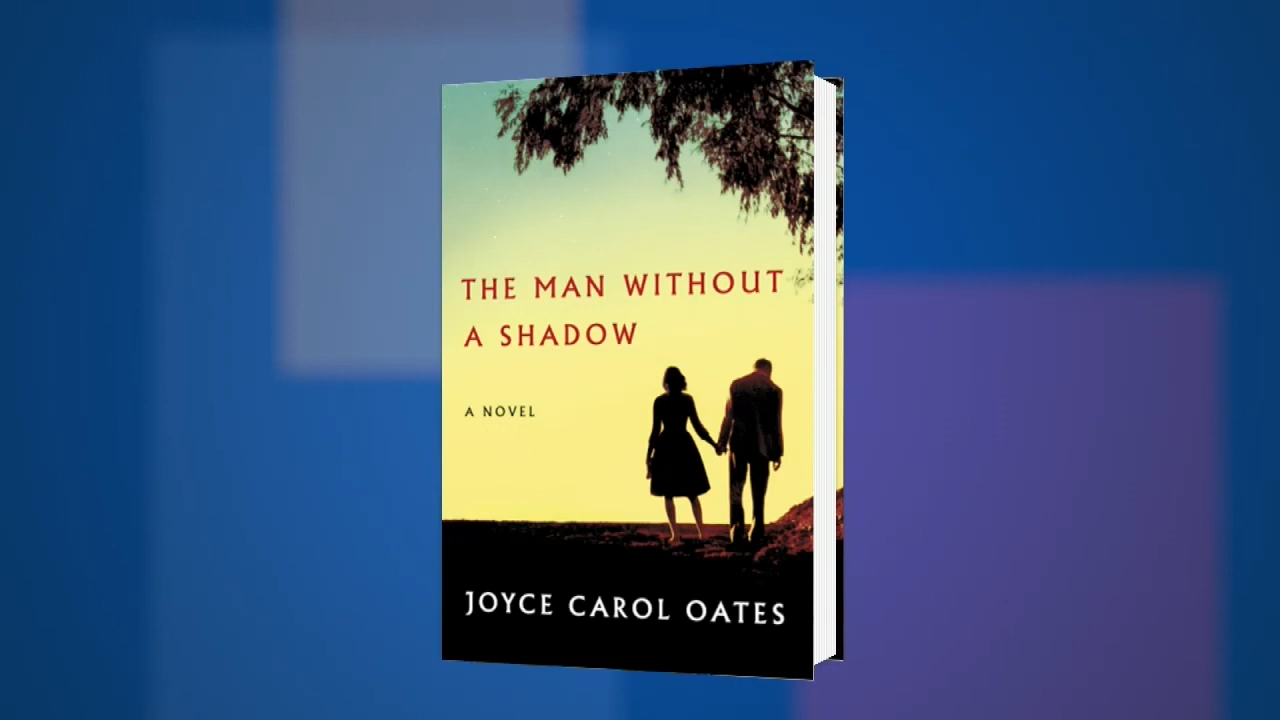 THE MAN WITHOUT
A SHADOW
A NOVEL
JOYCE CAROL OATES